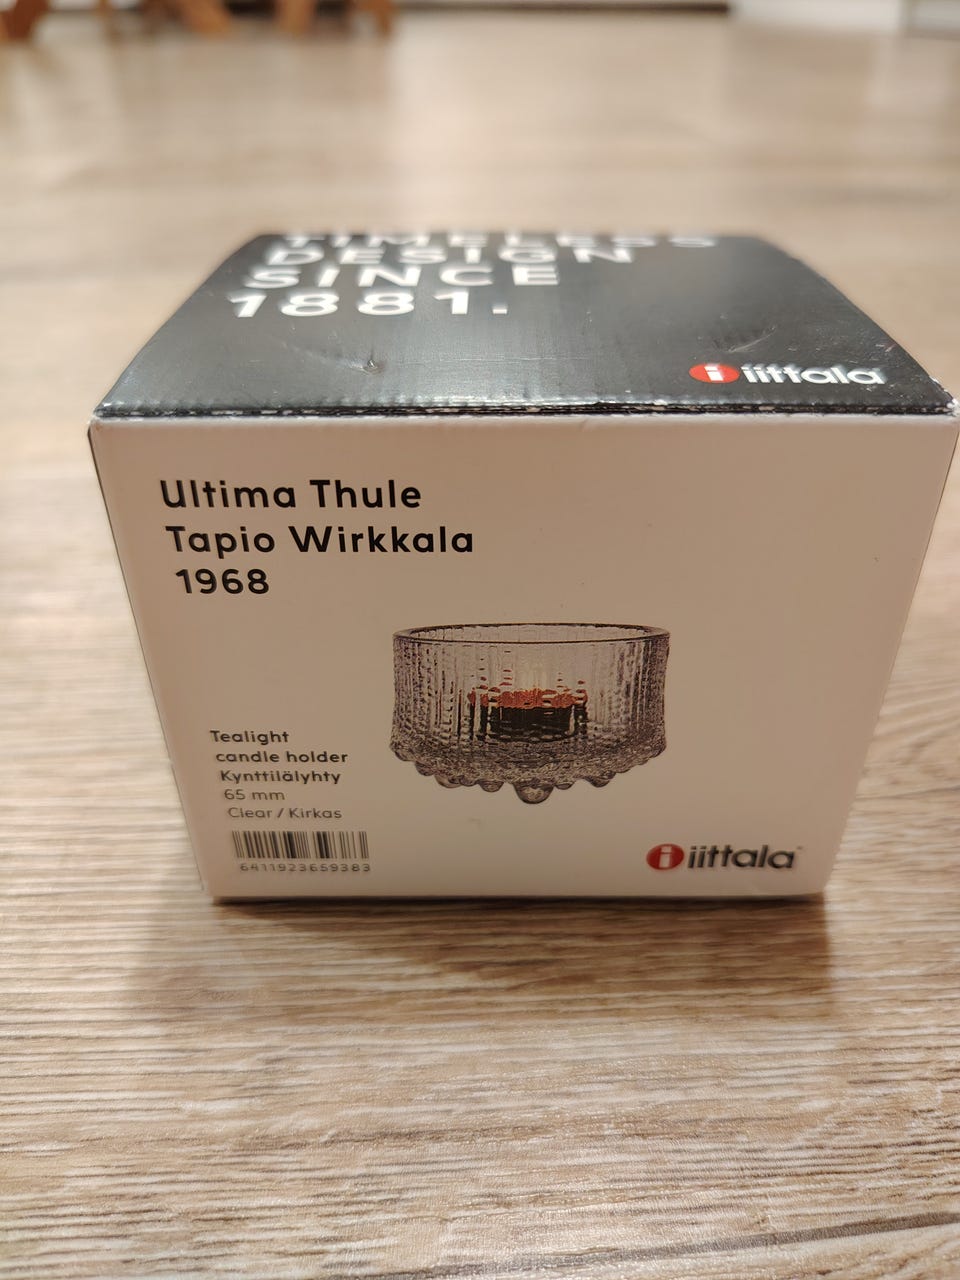 TIMELESS
DESIGN
SINCE
1881.
iittala
Ultima Thule
Tapio Wirkkala
1968
Tealight
candle holder
Kynttilälyhty
65 mm
Clear / Kirkas
6411923659383
iittala